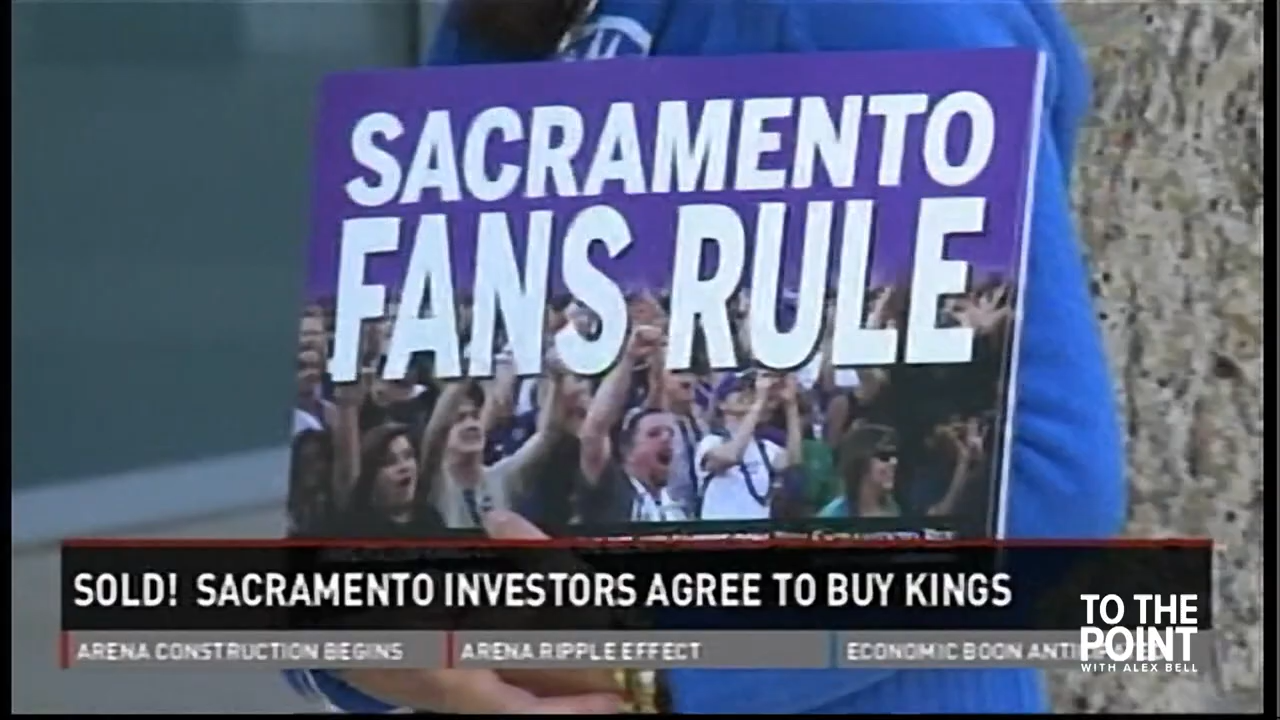 SACRAMENTO
FANS RULE
SOLD! SACRAMENTO INVESTORS AGREE TO BUY KINGS
ARENA CONSTRUCTION BEGINS
ARENA RIPPLE EFFECT
ECONOMIC BOON
TO THE
POINT
WITH ALEX BELL